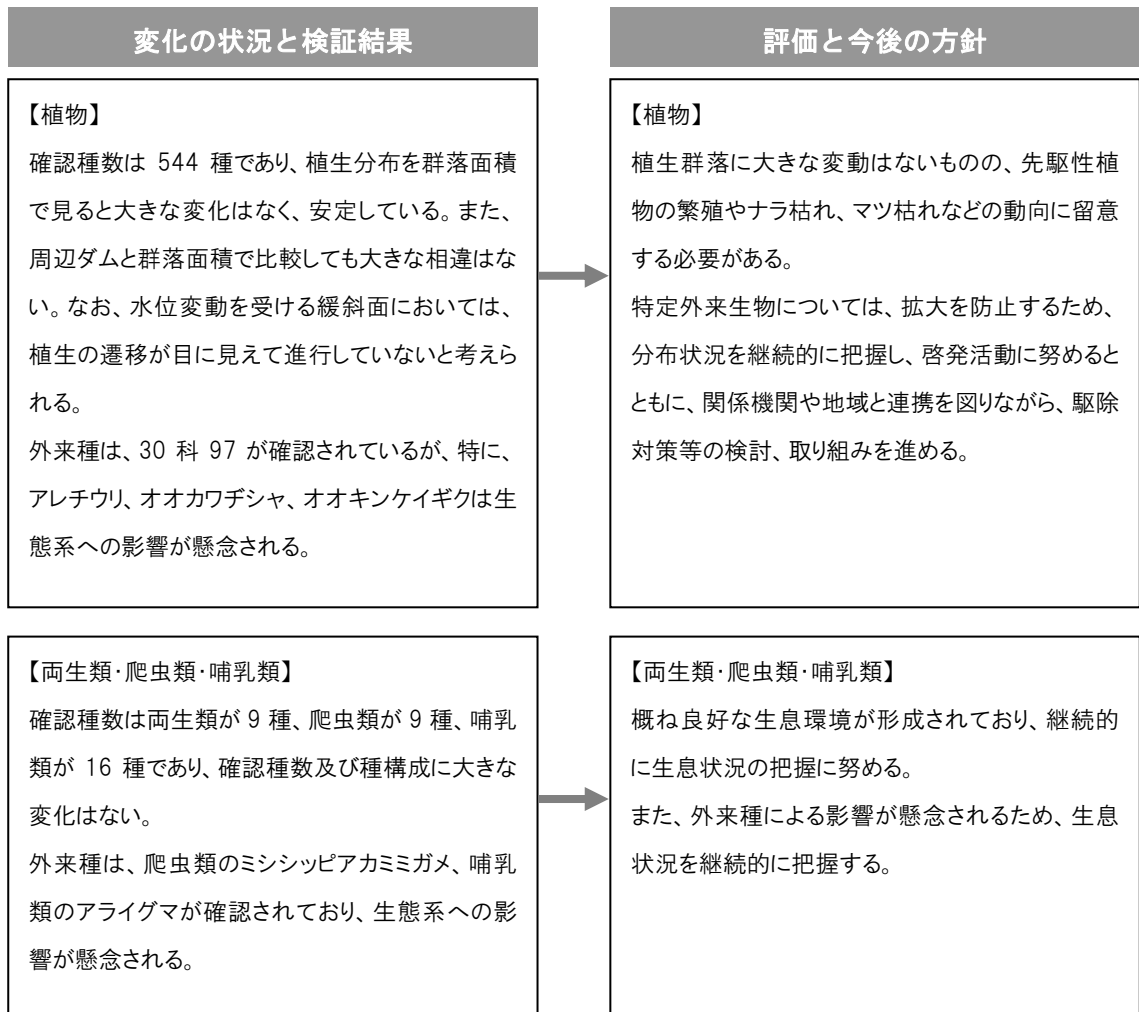 変化の状況と検証結果
評価と今後の方針
【植物】
確認種数は 544 種であり、植生分布を群落面積
で見ると大きな変化はなく、安定している。また、
周辺ダムと群落面積で比較しても大きな相違はな
い。なお、水位変動を受ける緩斜面においては、
植生の遷移が目に見えて進行していないと考えら
れる。
外来種は、30 科 97 が確認されているが、特に、
アレチウリ、オオカワヂシャ、オオキンケイギクは生
態系への影響が懸念される。
【植物】
植生群落に大きな変動はないものの、先駆性植
物の繁殖やナラ枯れ、マツ枯れなどの動向に留意
する必要がある。
特定外来生物については、拡大を防止するため、
分布状況を継続的に把握し、啓発活動に努めると
ともに、関係機関や地域と連携を図りながら、駆除
対策等の検討、取り組みを進める。
【両生類・爬虫類・哺乳類】
確認種数は両生類が 9 種、爬虫類が 9 種、哺乳
類が 16 種であり、確認種数及び種構成に大きな
変化はない。
外来種は、爬虫類のミシシッピアカミミガメ、哺乳
類のアライグマが確認されており、生態系への影
響が懸念される。
【両生類・爬虫類・哺乳類】
概ね良好な生息環境が形成されており、継続的
に生息状況の把握に努める。
また、外来種による影響が懸念されるため、生息
状況を継続的に把握する。